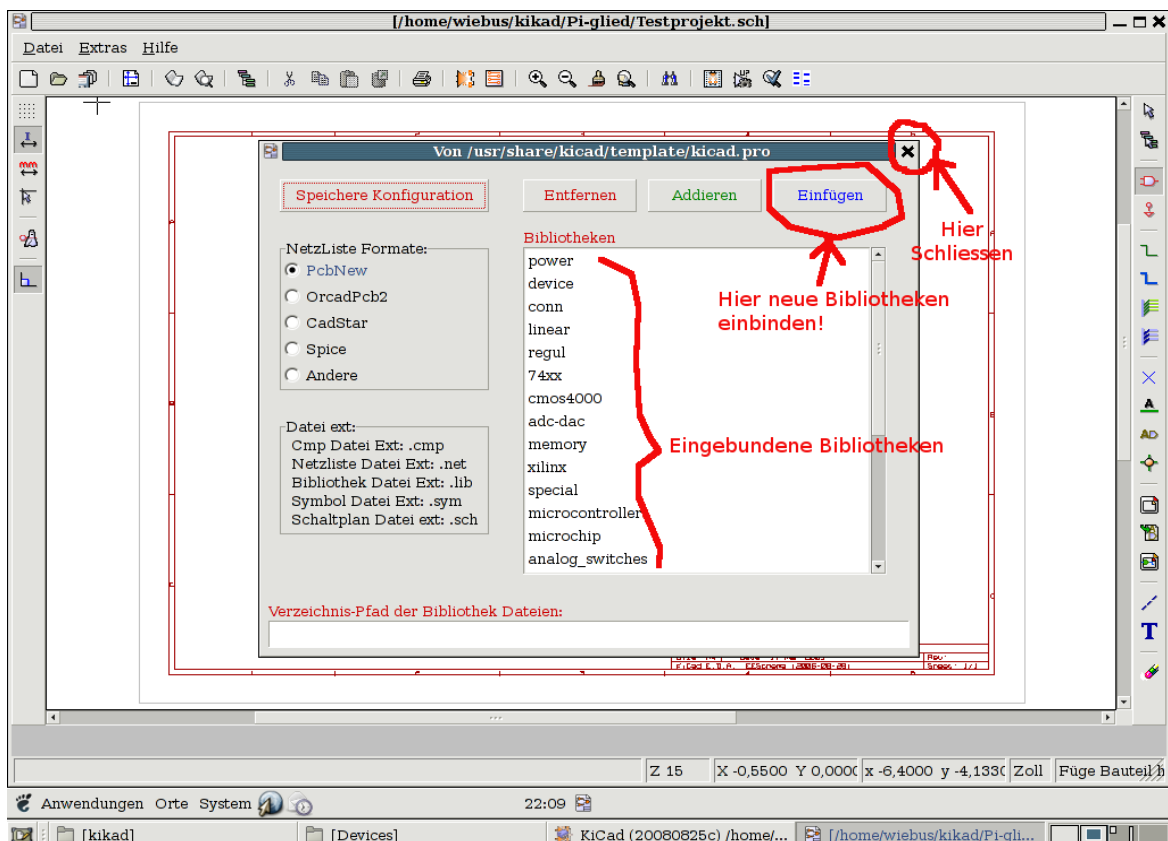 [/home/wiebus/kikad/Pi-glied/Testprojekt.sch]
Datei Extras Hilfe
Von /usr/share/kicad/template/kicad.pro
Speichere Konfiguration
Entfernen
Addieren
Einfügen
Hier
Schliessen
NetzListe Formate:
PcbNew
OrcadPcb2
CadStar
Spice
Andere
Bibliotheken
power
device
conn
linear
regul
74xx
cmos4000
adc-dac
memory
xilinx
special
microcontroller
microchip
analog_switches
Hier neue Bibliotheken
einbinden!
Eingebundene Bibliotheken
Datei ext:
Cmp Datei Ext: .cmp
Netzliste Datei Ext: .net
Bibliothek Datei Ext: .lib
Symbol Datei Ext: .sym
Schaltplan Datei ext: .sch
Verzeichnis-Pfad der Bibliothek Dateien:
KiCad E.D.A.
Rev:
Z 15
X -0,5500 Y 0,000
x -6,4000 y -4,133
Zoll
Füge Bauteil
Anwendungen Orte System
22:09
[kikad]
[Devices]
KiCad (20080825c) /home/...
[/home/wiebus/kikad/Pi-gli...